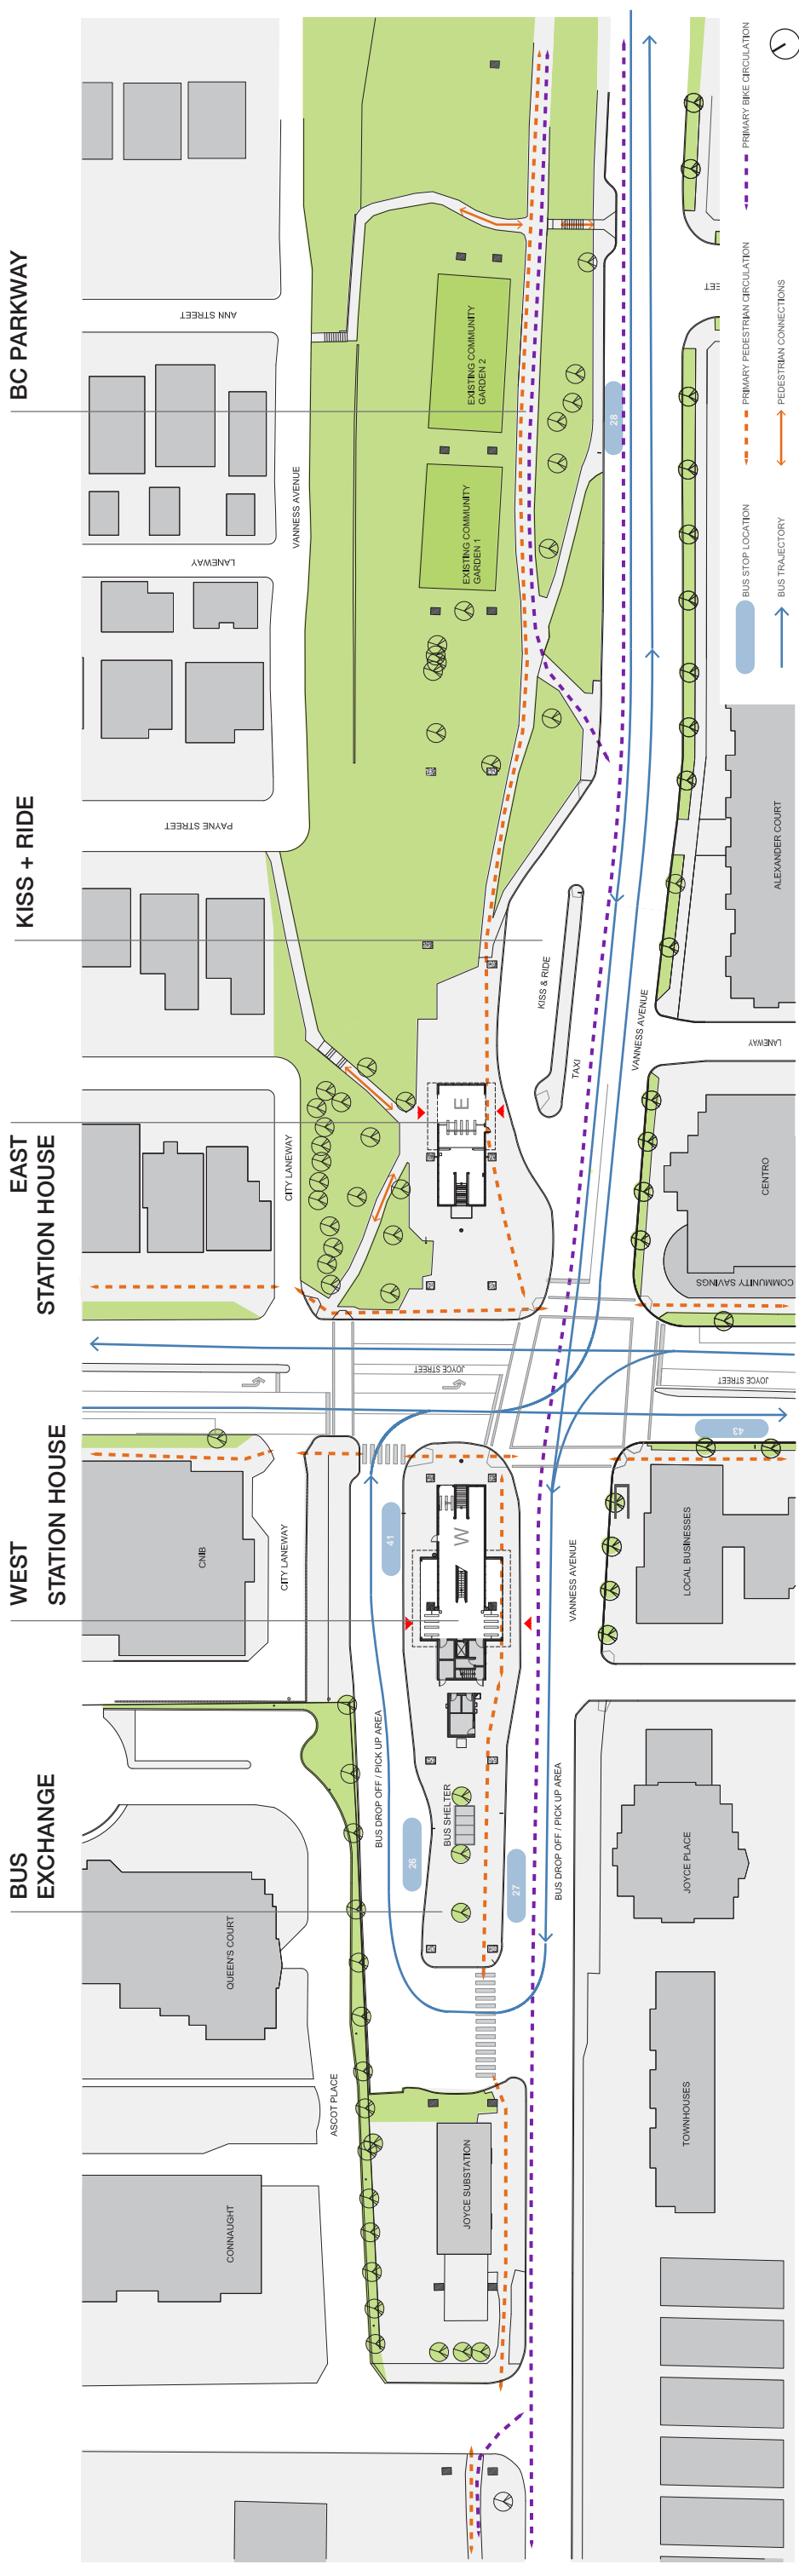 BC PARKWAY
KISS + RIDE
EAST
STATION HOUSE
WEST
STATION HOUSE
BUS
EXCHANGE
PRIMARY BIKE CIRCULATION
PRIMARY PEDESTRIAN CIRCULATION
PEDESTRIAN CONNECTIONS
BUS STOP LOCATION
BUS TRAJECTORY
ANN STREET
EXISTING COMMUNITY
GARDEN 2
28
VANNESS AVENUE
EXISTING COMMUNITY
GARDEN 1
LANEWAY
PAYNE STREET
ALEXANDER COURT
KISS & RIDE
TAXI
VANNESS AVENUE
LANEWAY
E
CITY LANEWAY
CENTRO
COMMUNITY SAVINGS
JOYCE STREET
JOYCE STREET
43
CNIB
CITY LANEWAY
41
W
VANNESS AVENUE
LOCAL BUSINESSES
BUS DROP OFF / PICK UP AREA
BUS SHELTER
26
27
BUS DROP OFF / PICK UP AREA
JOYCE PLACE
QUEEN'S COURT
ASCOT PLACE
JOYCE SUBSTATION
TOWNHOUSES
CONNAUGHT